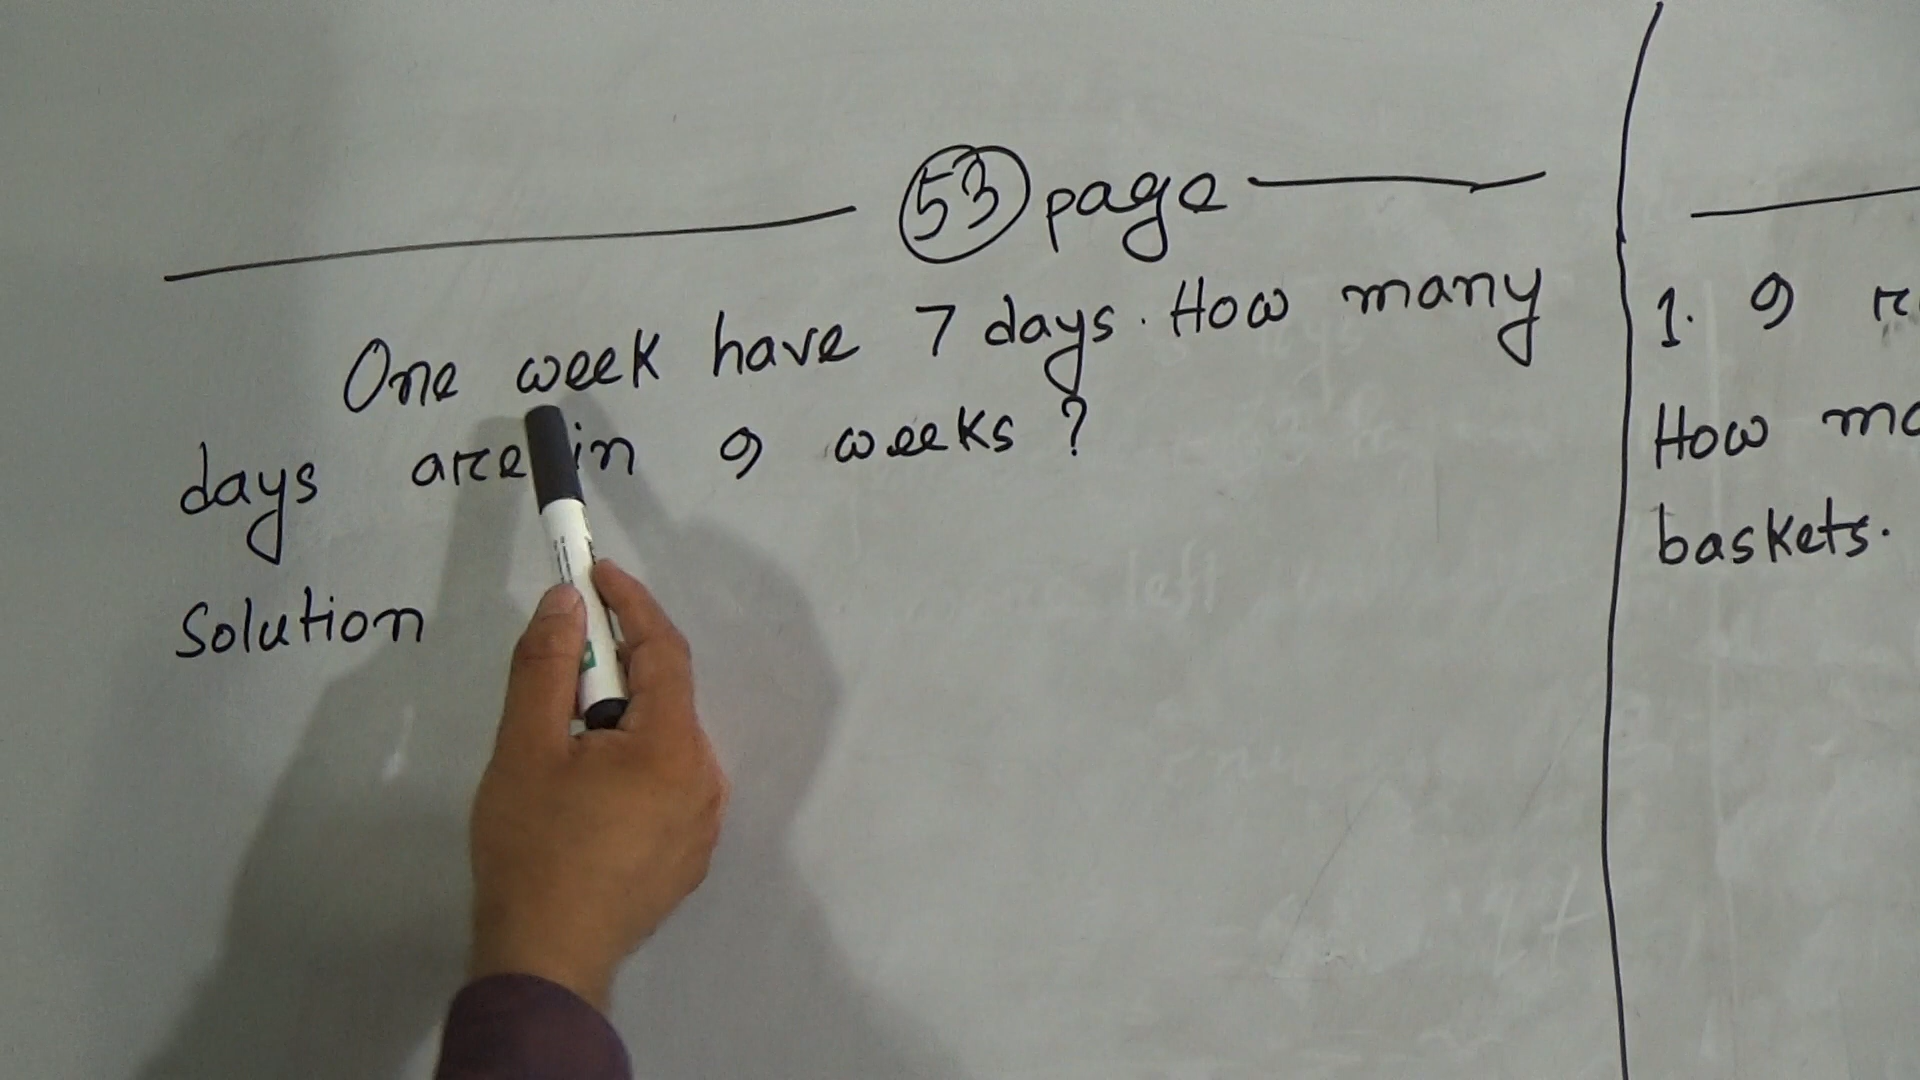 53 page
One week have 7 days. How many
days are in 9 weeks?
Solution
1. 9
How
baskets.